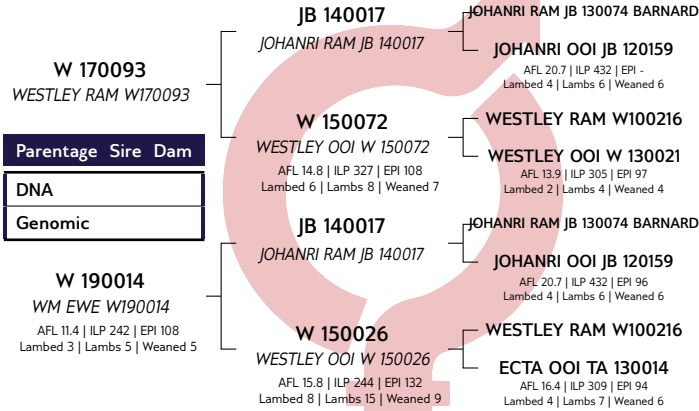 W 170093
WESTLEY RAM W170093
Parentage Sire Dam
DNA
Genomic
W 190014
WM EWE W190014
AFL 11.4 | ILP 242 | EPI 108
Lambed 3 | Lambs 5 | Weaned 5
JB 140017
JOHANRI RAM JB 140017
W 150072
WESTLEY OOI W 150072
AFL 14.8 | ILP 327 | EPI 108
Lambed 6 | Lambs 8 | Weaned 7
JB 140017
JOHANRI RAM JB 140017
W 150026
WESTLEY OOI W 150026
AFL 15.8 | ILP 244 | EPI 132
Lambed 8 | Lambs 15 | Weaned 9
JOHANRI RAM JB 130074 BARNARD
JOHANRI OOI JB 120159
AFL 20.7 | ILP 432 | EPI -
Lambed 4 | Lambs 6 | Weaned 6
WESTLEY RAM W100216
WESTLEY OOI W 130021
AFL 13.9 | ILP 305 | EPI 97
Lambed 2 | Lambs 4 | Weaned 4
JOHANRI RAM JB 130074 BARNARD
JOHANRI OOI JB 120159
AFL 20.7 | ILP 432 | EPI 96
Lambed 4 | Lambs 6 | Weaned 6
WESTLEY RAM W100216
ECTA OOI TA 130014
AFL 16.4 | ILP 309 | EPI 94
Lambed 4 | Lambs 7 | Weaned 6